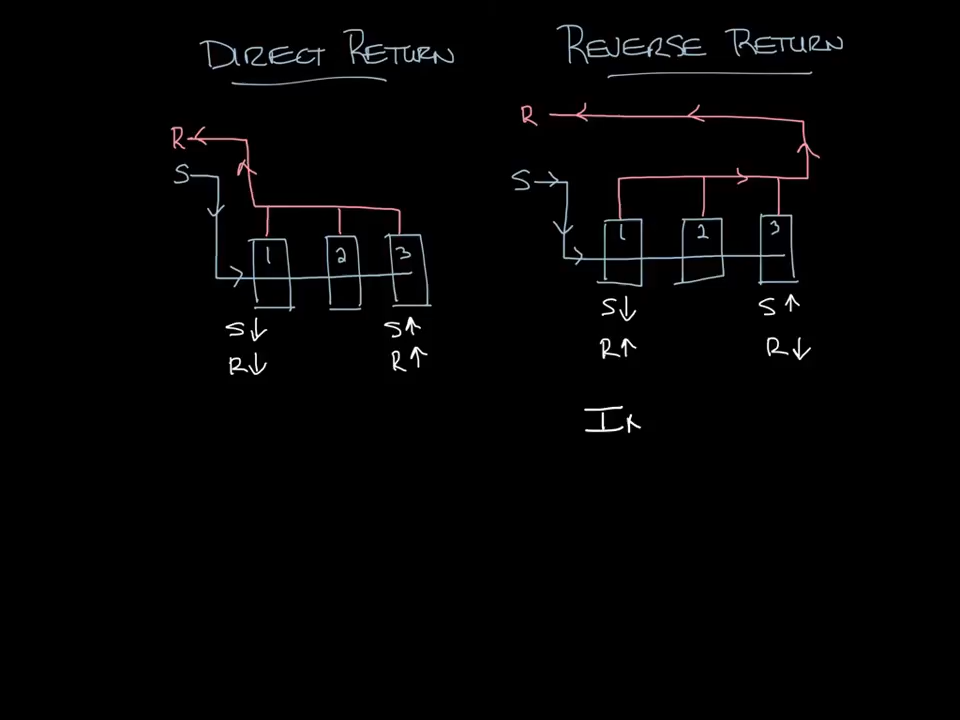 DIRECT RETURN
R
S
1 2 3
S↓ S↑
R↓ R↑
REVERSE RETURN
R
S
1 2 3
S↓ S↑
R↑ R↓